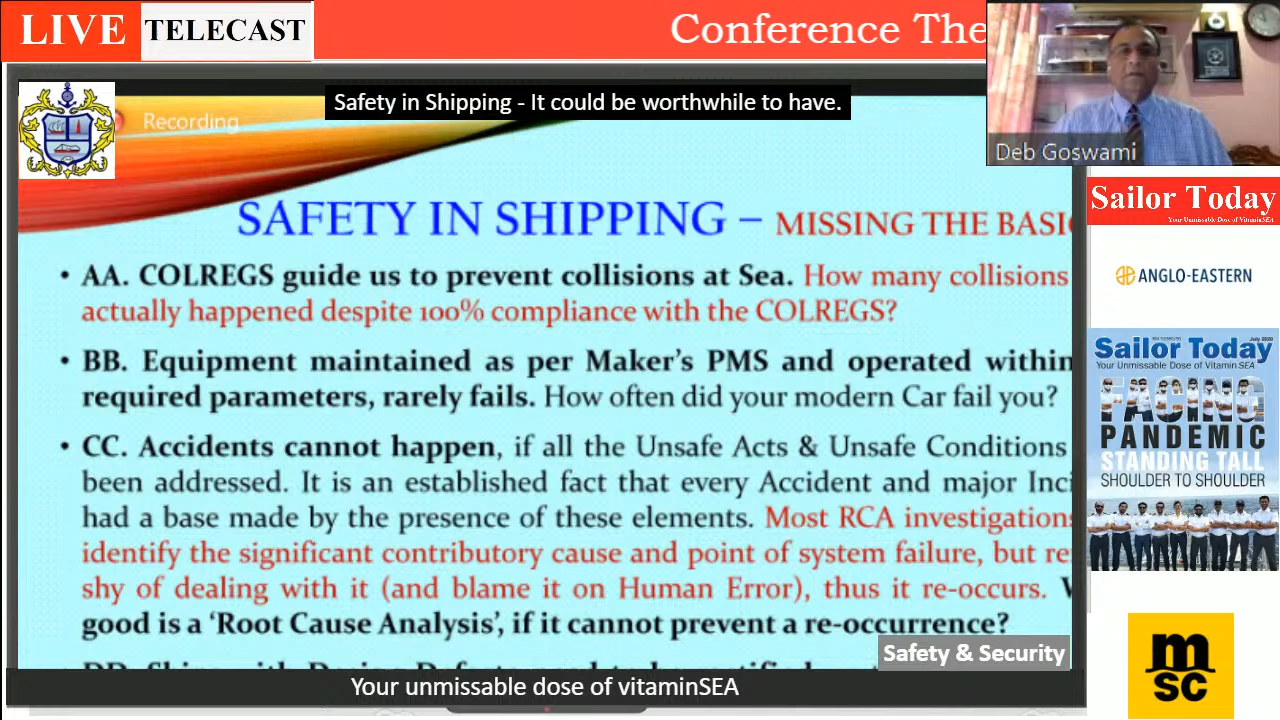 LIVE TELECAST
Conference The
Safety in Shipping - It could be worthwhile to have.
Recording
Deb Goswami
SAFETY IN SHIPPING – MISSING THE BASIC
• AA. COLREGS guide us to prevent collisions at Sea. How many collisions
actually happened despite 100% compliance with the COLREGS?
• BB. Equipment maintained as per Maker's PMS and operated within
required parameters, rarely fails. How often did your modern Car fail you?
• CC. Accidents cannot happen, if all the Unsafe Acts & Unsafe Conditions
been addressed. It is an established fact that every Accident and major Inci
had a base made by the presence of these elements. Most RCA investigations
identify the significant contributory cause and point of system failure, but re
shy of dealing with it (and blame it on Human Error), thus it re-occurs.
good is a 'Root Cause Analysis', if it cannot prevent a re-occurrence?
Safety & Security
Your unmissable dose of vitaminSEA
Sailor Today
Your Unmissable Dose of VitaminSEA
ANGLO-EASTERN
July 2020
Sailor Today
Your Unmissable Dose of Vitamin SEA
FACING
PANDEMIC
STANDING TALL
SHOULDER TO SHOULDER
m
sc